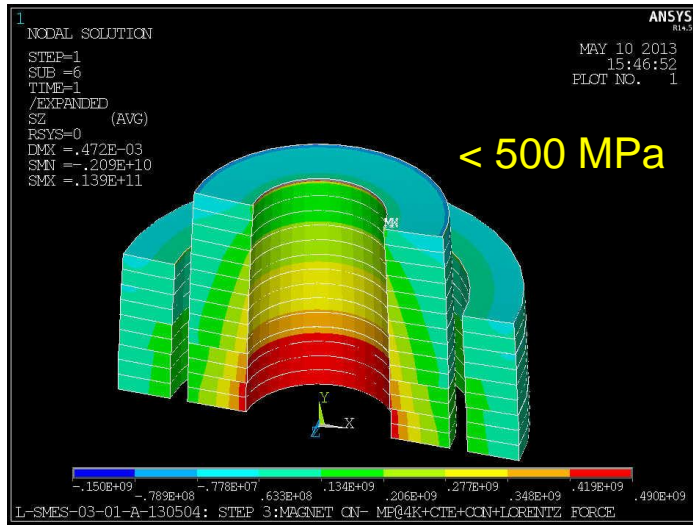 1
NODAL SOLUTION
STEP=1
SUB =6
TIME=1
/EXPANDED
SZ (AVG)
RSYS=0
DMX =.472E-03
SMN =-.209E+10
SMX =.139E+11
ANSYS
R14.5
MAY 10 2013
15:46:52
PLOT NO. 1
< 500 MPa
MN
Y
X
Z
-.150E+09 -.778E+07 .134E+09 .277E+09 .419E+09
-.789E+08 .633E+08 .206E+09 .348E+09 .490E+09
L-SMES-03-01-A-130504: STEP 3:MAGNET ON- MP@4K+CTE+CON+LORENTZ FORCE